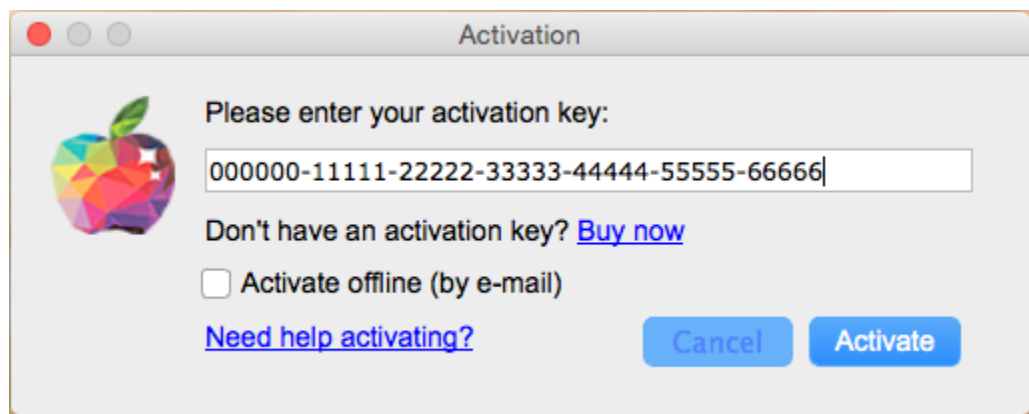 Activation
Please enter your activation key:
000000-11111-22222-33333-44444-55555-66666
Don't have an activation key? Buy now
Activate offline (by e-mail)
Need help activating?
Cancel
Activate